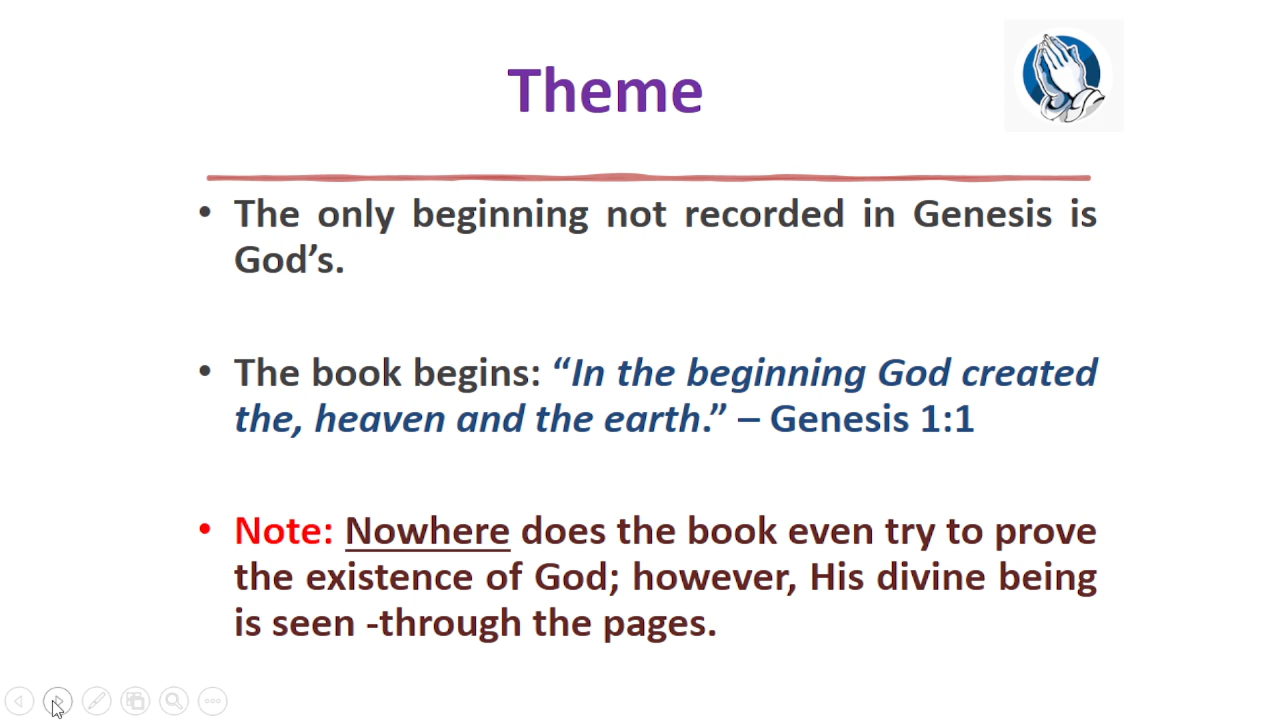 Theme
• The only beginning not recorded in Genesis is
God’s.
• The book begins: “In the beginning God created
the, heaven and the earth.” – Genesis 1:1
• Note: Nowhere does the book even try to prove
the existence of God; however, His divine being
is seen -through the pages.